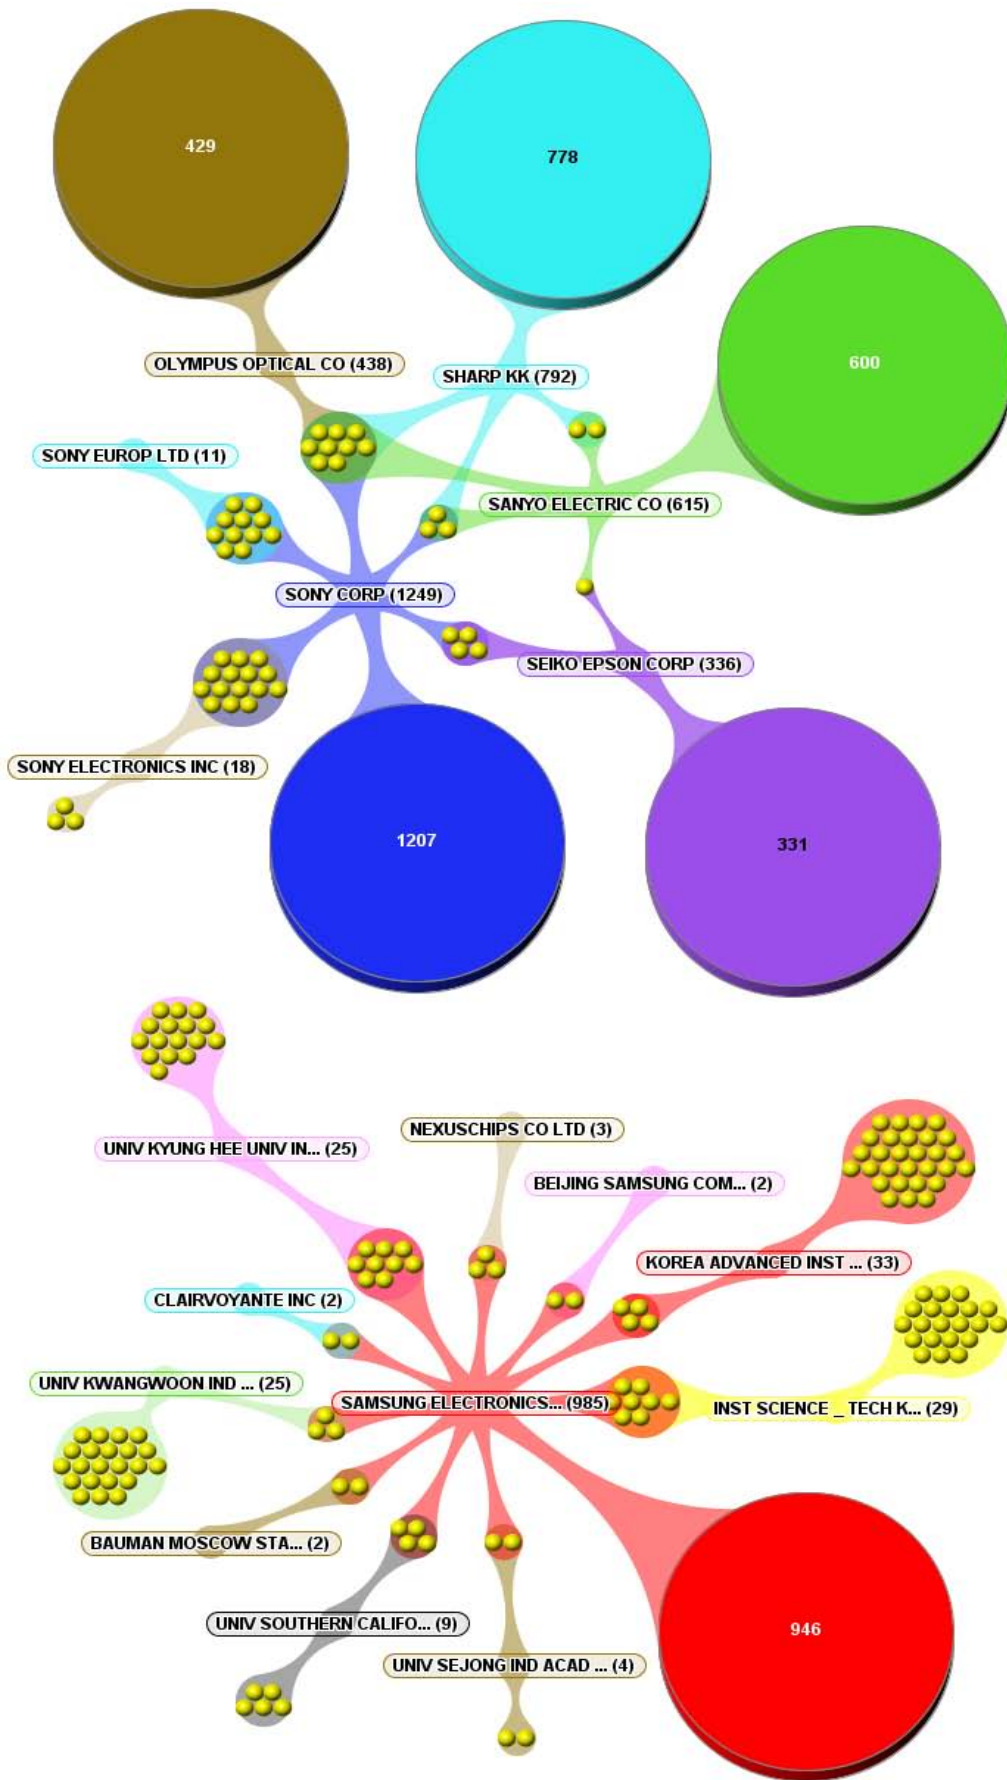 429
778
600
OLYMPUS OPTICAL CO (438)
SHARP KK (792)
SONY EUROP LTD (11)
SANYO ELECTRIC CO (615)
SONY CORP (1249)
SEIKO EPSON CORP (336)
SONY ELECTRONICS INC (18)
1207
331
NEXUSCHIPS CO LTD (3)
UNIV KYUNG HEE UNIV IN... (25)
BEIJING SAMSUNG COM... (2)
KOREA ADVANCED INST ... (33)
CLAIRVOYANTE INC (2)
UNIV KWANGWOON IND ... (25)
SAMSUNG ELECTRONICS... (985)
INST SCIENCE _ TECH K... (29)
BAUMAN MOSCOW STA... (2)
UNIV SOUTHERN CALIFO... (9)
946
UNIV SEJONG IND ACAD ... (4)